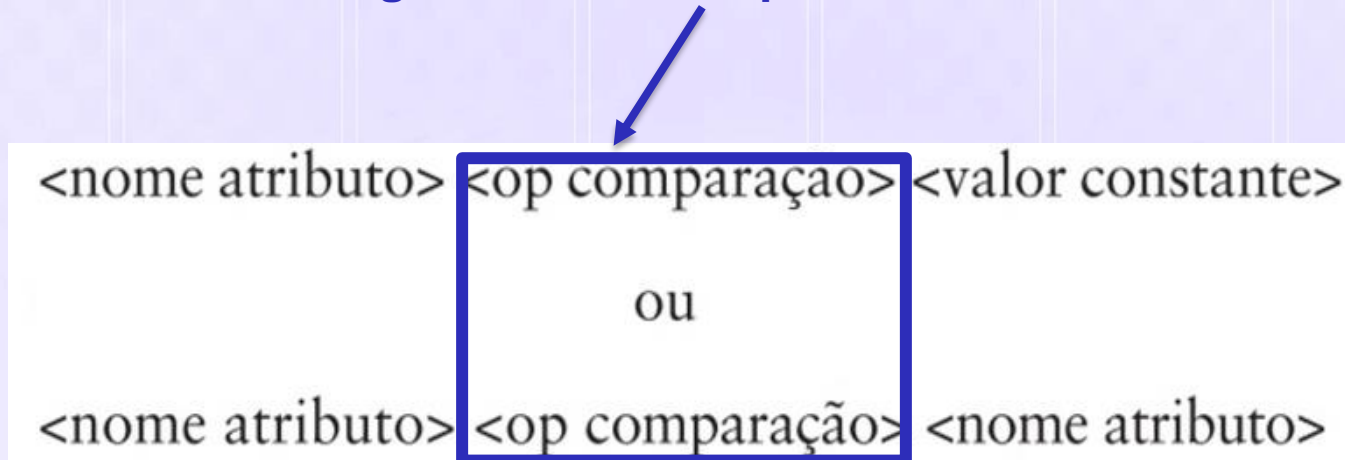 <nome atributo> <op comparaçao> <valor constante>
ou
<nome atributo> <op comparação> <nome atributo>